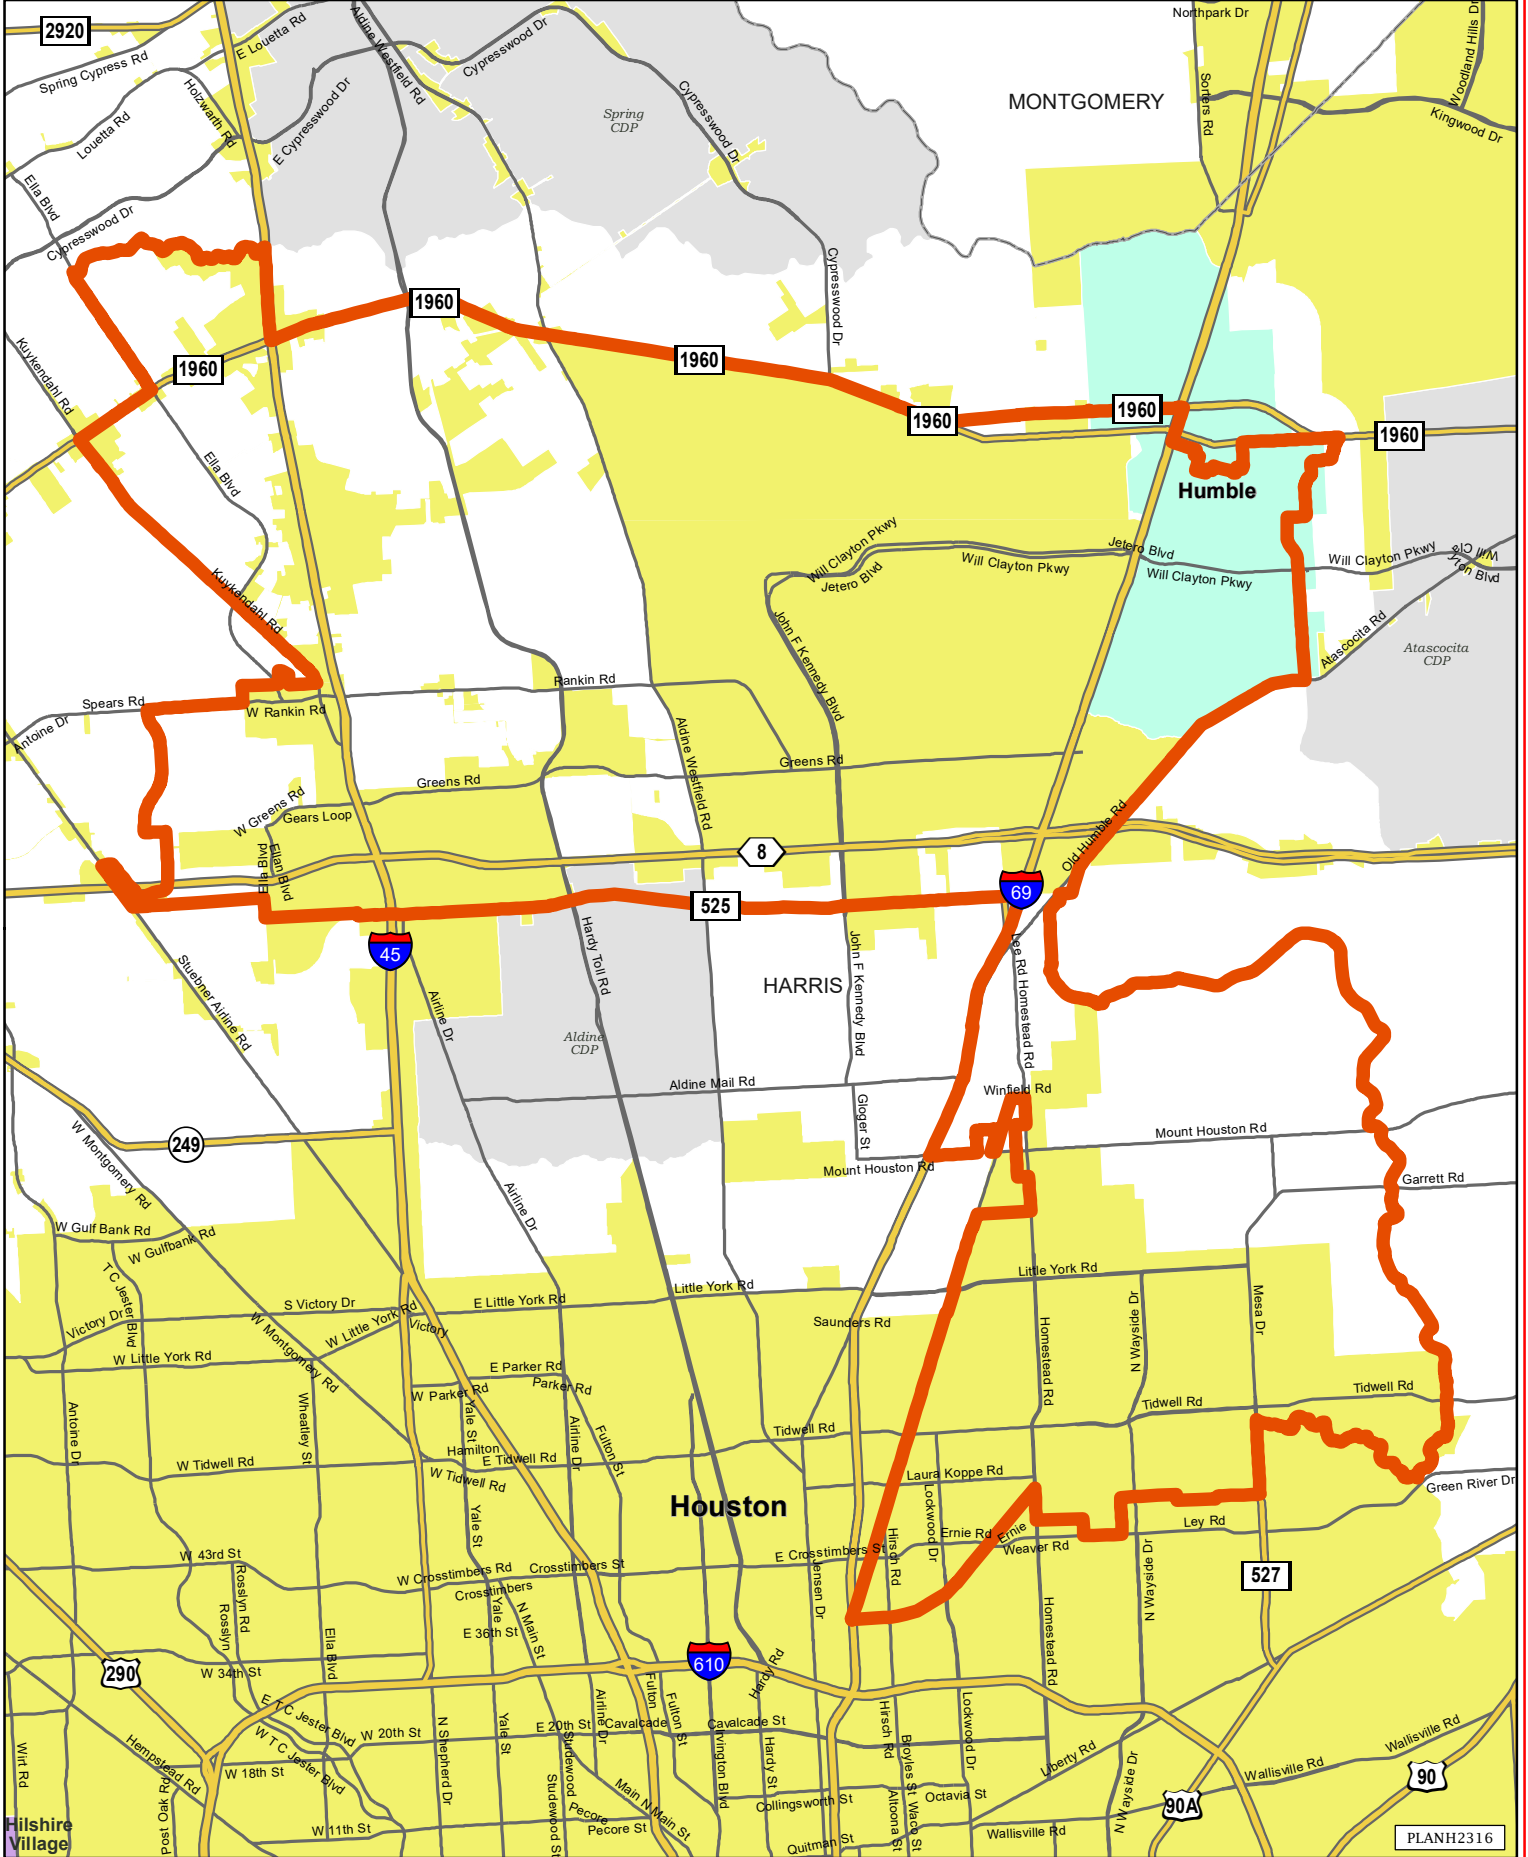 2920
Spring Cypress Rd
E Louetta Rd
Aldine Westfield Rd
Cypresswood Dr
Northpark Dr
Woodland Hills Dr
Louetta Rd
Holzwarth Rd
E Cypresswood Dr
Spring
CDP
Cypresswood Dr
MONTGOMERY
Sorters Rd
Kingwood Dr
Ella Blvd
Cypresswood Dr
Cypresswood Dr
1960
1960
1960
1960
1960
1960
Kuykendahl Rd
Ella Blvd
Humble
Will Clayton Pkwy
Jetero Blvd
Will Clayton Pkwy
Jetero Blvd
Will Clayton Pkwy
Will Clayton Pkwy
Will Cla
yton Blvd
Kuykendahl Rd
John F Kennedy Blvd
Atascocita Rd
Atascocita
CDP
Rankin Rd
Spears Rd
W Rankin Rd
Antoine Dr
Aldine Westfield Rd
Greens Rd
Greens Rd
W Greens Rd
Gears Loop
Ella Blvd
Ellan Blvd
8
Old Humble Rd
69
525
45
Hardy Toll Rd
Stuebner Airline Rd
Airline Dr
HARRIS
John F Kennedy Blvd
Lee Rd Homestead Rd
Aldine
CDP
Aldine Mail Rd
Winfield Rd
Gloger St
249
W Montgomery Rd
Mount Houston Rd
Mount Houston Rd
Garrett Rd
Airline Dr
W Gulf Bank Rd
W Gulfbank Rd
T C Jester Blvd
Little York Rd
Little York Rd
S Victory Dr
E Little York Rd
Victory Dr
W Little York Rd
Victory
Saunders Rd
Homestead Rd
N Wayside Dr
Mesa Dr
W Montgomery Rd
W Little York Rd
E Parker Rd
Parker Rd
W Parker Rd
Tidwell Rd
Tidwell Rd
Tidwell Rd
Antoine Dr
Wheatley St
Yale St
Airline Dr
Fulton St
Hamilton
E Tidwell Rd
W Tidwell Rd
W Tidwell Rd
Laura Koppe Rd
Lockwood Dr
Green River Dr
Houston
Yale St
Ley Rd
Ernie Rd
Ernie
Weaver Rd
Hirsch Rd
N Wayside Dr
W 43rd St
E Crosstimbers St
W Crosstimbers Rd
Crosstimbers St
Crosstimbers
Rosslyn Rd
Rosslyn
Yale
N Main St
Jensen Dr
527
Homestead Rd
E 36th St
Ella Blvd
290
W 34th St
610
Hardy Rd
Fulton
Fulton St
Airline Dr
E T C Jester Blvd
W T C Jester Blvd
W 20th St
N Shepherd Dr
Yale St
E 20th St
Cavalcade
Cavalcade St
Hirsch Rd
Lockwood Dr
Wirt Rd
Hempstead Rd
W 18th St
Studewood
Irvington Blvd
Hardy St
Broyles St
Liberty Rd
Wallisville Rd
Wallisville Rd
90
Post Oak Rd
Studewood St
Main N Main St
Collingsworth St
Octavia St
Altoona St
Waco St
N Wayside Dr
90A
Hilshire
Village
W 11th St
Pecore
Pecore St
Quitman St
Wallisville Rd
PLANH2316